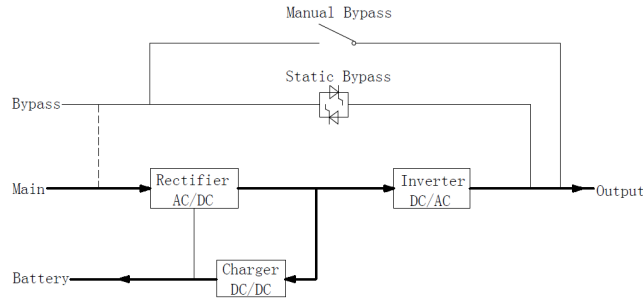 Manual Bypass
Static Bypass
Bypass
Main
Rectifier
AC/DC
Inverter
DC/AC
Output
Battery
Charger
DC/DC